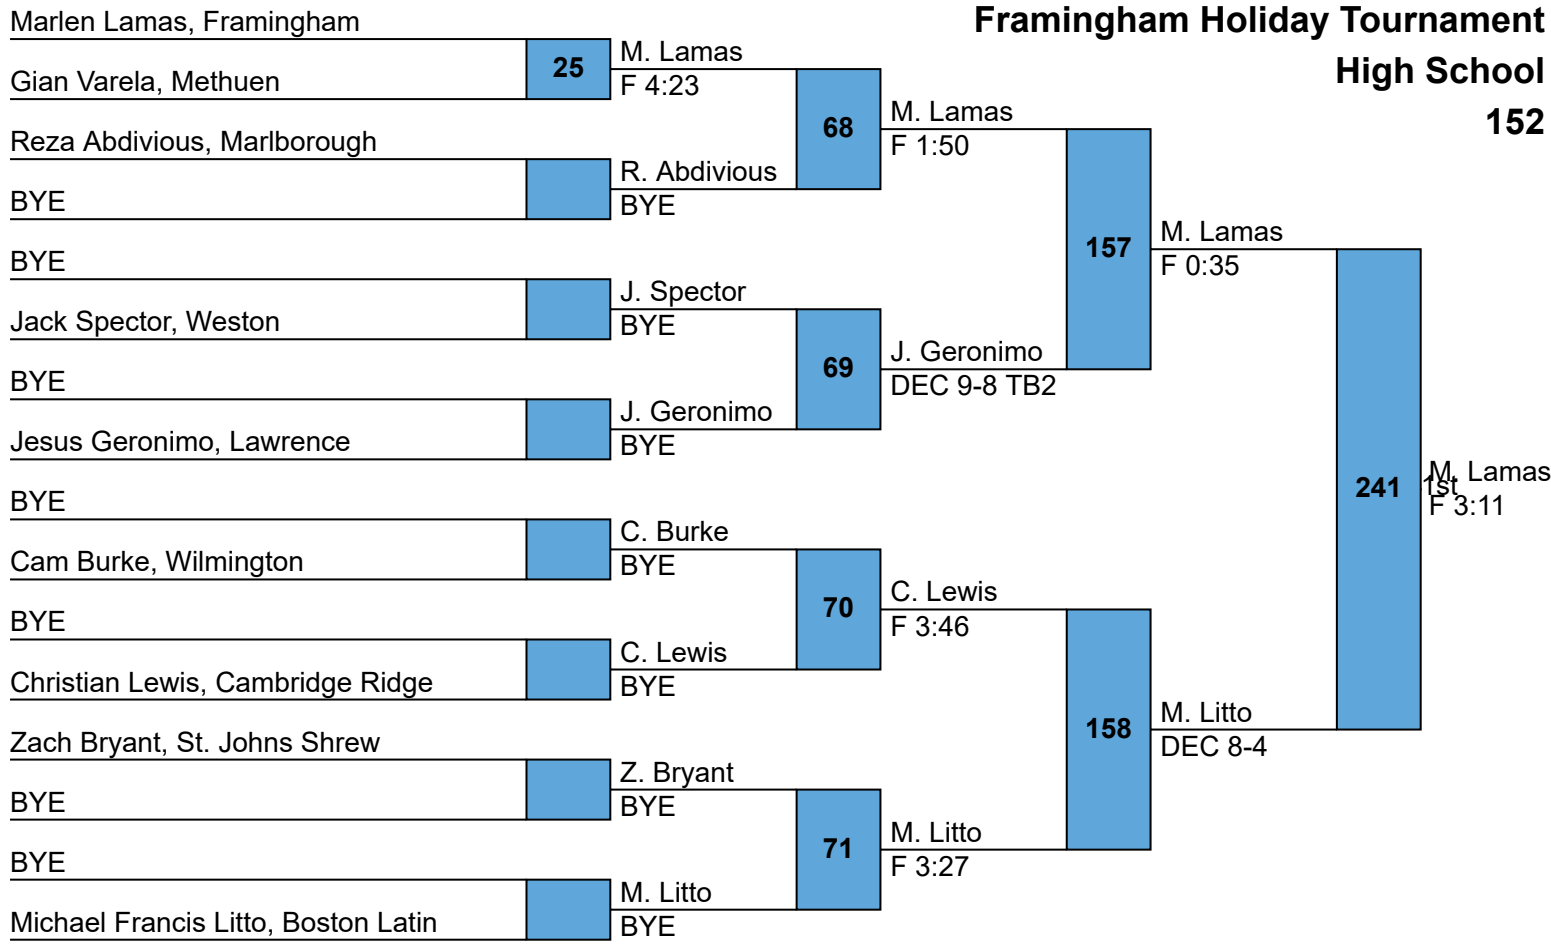 Framingham Holiday Tournament
High School
152
Marlen Lamas, Framingham
Gian Varela, Methuen
Reza Abdivious, Marlborough
BYE
BYE
Jack Spector, Weston
BYE
Jesus Geronimo, Lawrence
BYE
Cam Burke, Wilmington
BYE
Christian Lewis, Cambridge Ridge
Zach Bryant, St. Johns Shrew
BYE
BYE
Michael Francis Litto, Boston Latin
25
M. Lamas
F 4:23
R. Abdivious
BYE
J. Spector
BYE
J. Geronimo
BYE
C. Burke
BYE
C. Lewis
BYE
Z. Bryant
BYE
M. Litto
BYE
68
M. Lamas
F 1:50
69
J. Geronimo
DEC 9-8 TB2
70
C. Lewis
F 3:46
71
M. Litto
F 3:27
157
M. Lamas
F 0:35
158
M. Litto
DEC 8-4
241
M. Lamas
1st
F 3:11